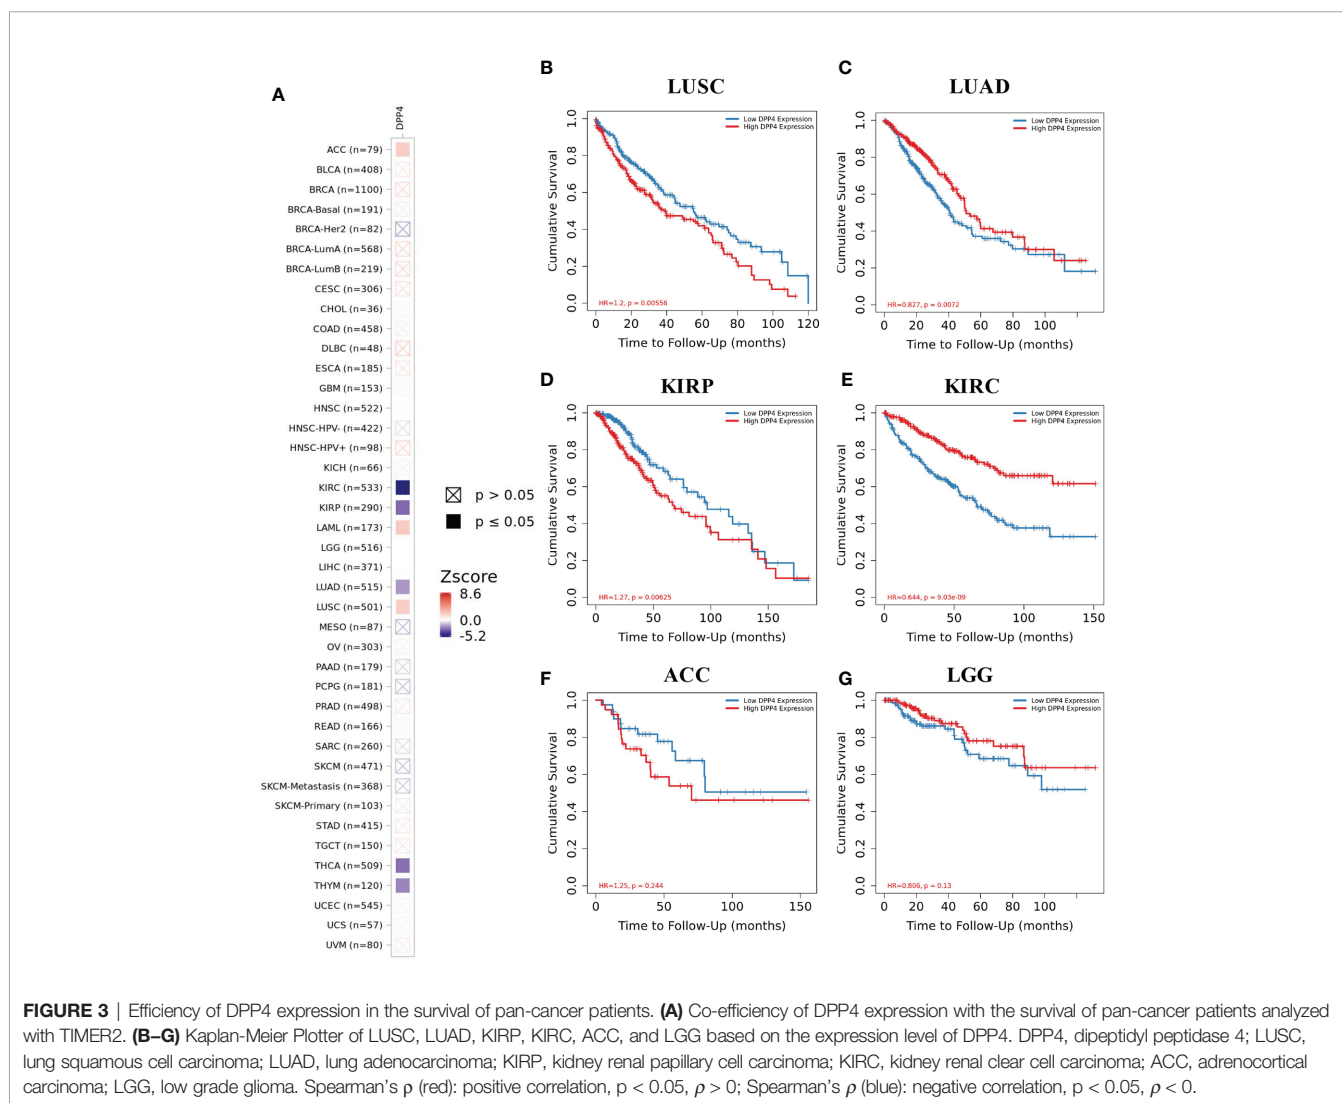 A
DPP4
ACC (n=79)
BLCA (n=408)
BRCA (n=1100)
BRCA-Basal (n=191)
BRCA-Her2 (n=82)
BRCA-LumA (n=568)
BRCA-LumB (n=219)
CESC (n=306)
CHOL (n=36)
COAD (n=458)
DLBC (n=48)
ESCA (n=185)
GBM (n=153)
HNSC (n=522)
HNSC-HPV- (n=422)
HNSC-HPV+ (n=98)
KICH (n=66)
KIRC (n=533)
KIRP (n=290)
LAML (n=173)
LGG (n=516)
LIHC (n=371)
LUAD (n=515)
LUSC (n=501)
MESO (n=87)
OV (n=303)
PAAD (n=179)
PCPG (n=181)
PRAD (n=498)
READ (n=166)
SARC (n=260)
SKCM (n=471)
SKCM-Metastasis (n=368)
SKCM-Primary (n=103)
STAD (n=415)
TGCT (n=150)
THCA (n=509)
THYM (n=120)
UCEC (n=545)
UCS (n=57)
UVM (n=80)
p > 0.05
p ≤ 0.05
Zscore
8.6
0.0
-5.2
B
LUSC
Low DPP4 Expression
High DPP4 Expression
Cumulative Survival
1.0
0.8
0.6
0.4
0.2
0.0
HR=1.2, p = 0.00556
0 20 40 60 80 100 120
Time to Follow-Up (months)
C
LUAD
Low DPP4 Expression
High DPP4 Expression
Cumulative Survival
1.0
0.8
0.6
0.4
0.2
0.0
HR=0.827, p = 0.0072
0 20 40 60 80 100
Time to Follow-Up (months)
D
KIRP
Low DPP4 Expression
High DPP4 Expression
Cumulative Survival
1.0
0.8
0.6
0.4
0.2
0.0
HR=1.27, p = 0.00625
0 50 100 150
Time to Follow-Up (months)
E
KIRC
Low DPP4 Expression
High DPP4 Expression
Cumulative Survival
1.0
0.8
0.6
0.4
0.2
0.0
HR=0.644, p = 9.03e-09
0 50 100 150
Time to Follow-Up (months)
F
ACC
Low DPP4 Expression
High DPP4 Expression
Cumulative Survival
1.0
0.8
0.6
0.4
0.2
0.0
HR=1.25, p = 0.244
0 50 100 150
Time to Follow-Up (months)
G
LGG
Low DPP4 Expression
High DPP4 Expression
Cumulative Survival
1.0
0.8
0.6
0.4
0.2
0.0
HR=0.806, p = 0.13
0 20 40 60 80 100
Time to Follow-Up (months)
FIGURE 3 | Efficiency of DPP4 expression in the survival of pan-cancer patients. (A) Co-efficiency of DPP4 expression with the survival of pan-cancer patients analyzed
with TIMER2. (B–G) Kaplan-Meier Plotter of LUSC, LUAD, KIRP, KIRC, ACC, and LGG based on the expression level of DPP4. DPP4, dipeptidyl peptidase 4; LUSC,
lung squamous cell carcinoma; LUAD, lung adenocarcinoma; KIRP, kidney renal papillary cell carcinoma; KIRC, kidney renal clear cell carcinoma; ACC, adrenocortical
carcinoma; LGG, low grade glioma. Spearman's ρ (red): positive correlation, p < 0.05, ρ > 0; Spearman's ρ (blue): negative correlation, p < 0.05, ρ < 0.